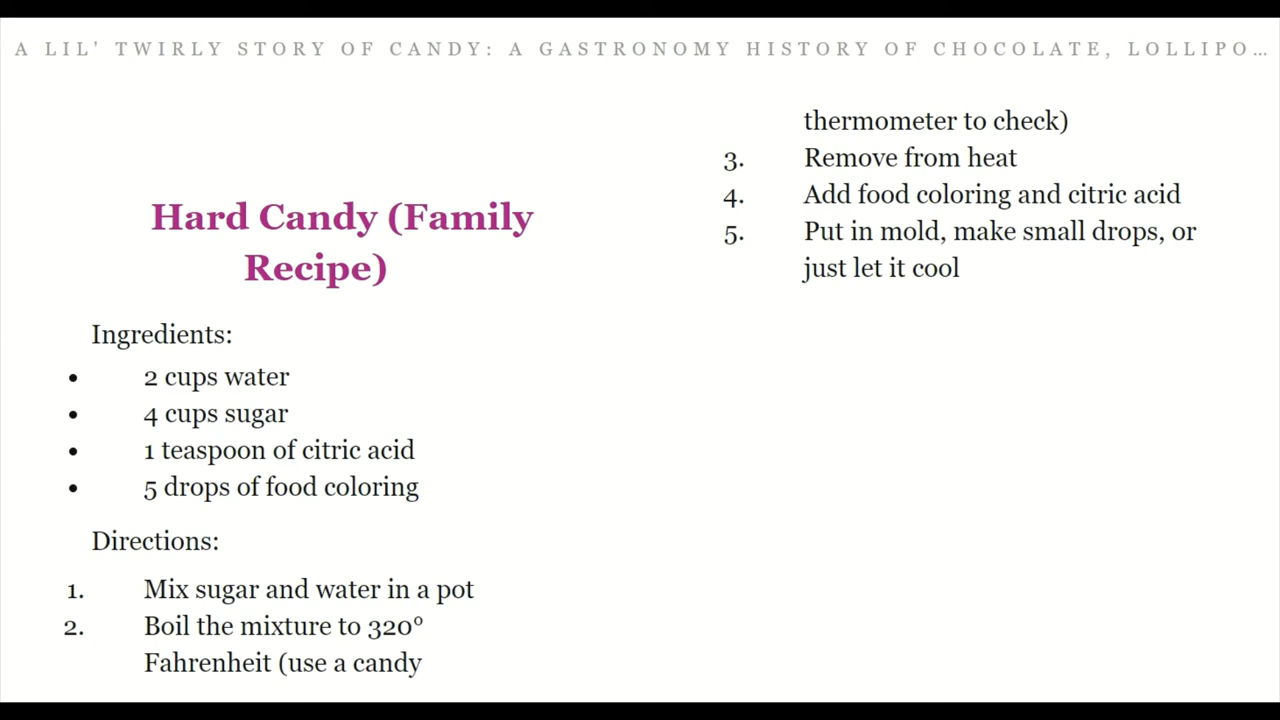 A LIL' TWIRLY STORY OF CANDY: A GASTRONOMY HISTORY OF CHOCOLATE, LOLLIPO...
Hard Candy (Family
Recipe)
Ingredients:
• 2 cups water
• 4 cups sugar
• 1 teaspoon of citric acid
• 5 drops of food coloring
Directions:
1. Mix sugar and water in a pot
2. Boil the mixture to 320°
Fahrenheit (use a candy
thermometer to check)
3. Remove from heat
4. Add food coloring and citric acid
5. Put in mold, make small drops, or
just let it cool